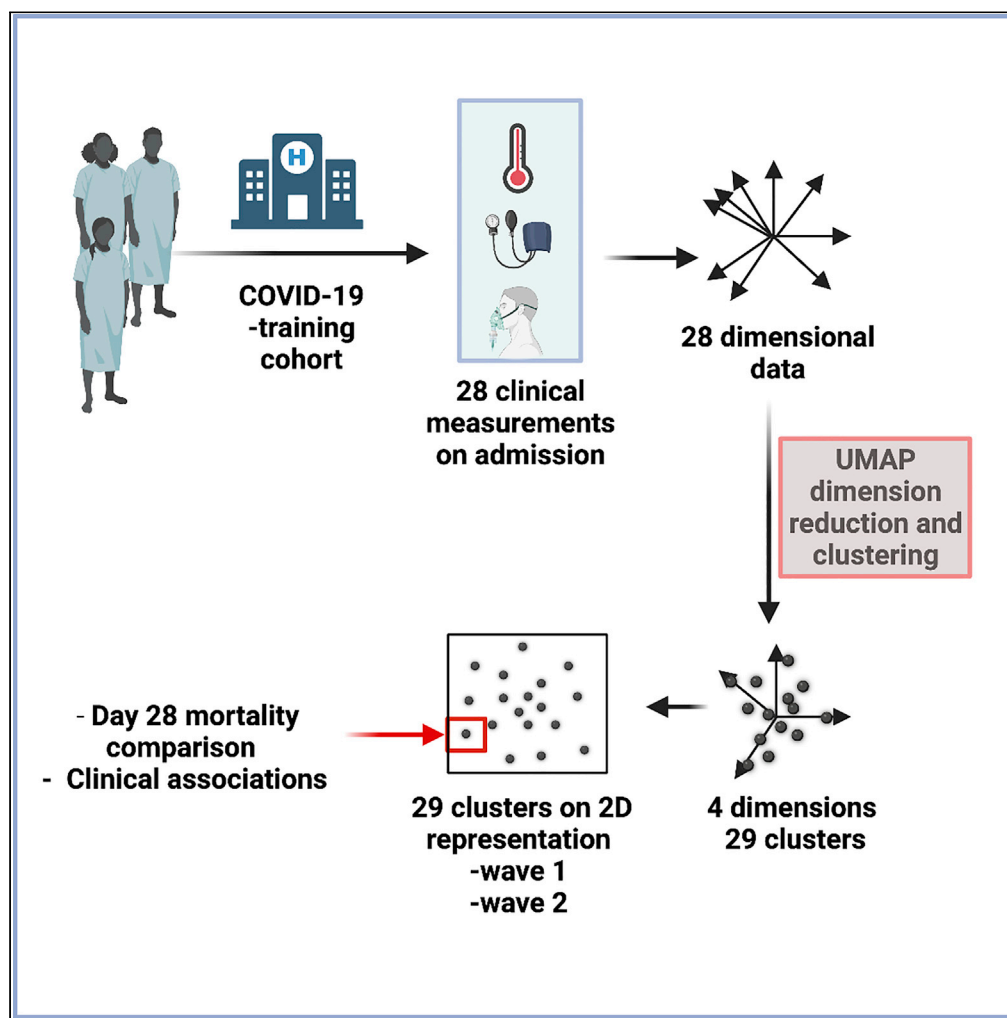 H
COVID-19
-training
cohort
28 clinical
measurements
on admission
28 dimensional
data
UMAP
dimension
reduction and
clustering
- Day 28 mortality
comparison
- Clinical associations
29 clusters on 2D
representation
-wave 1
-wave 2
4 dimensions
29 clusters